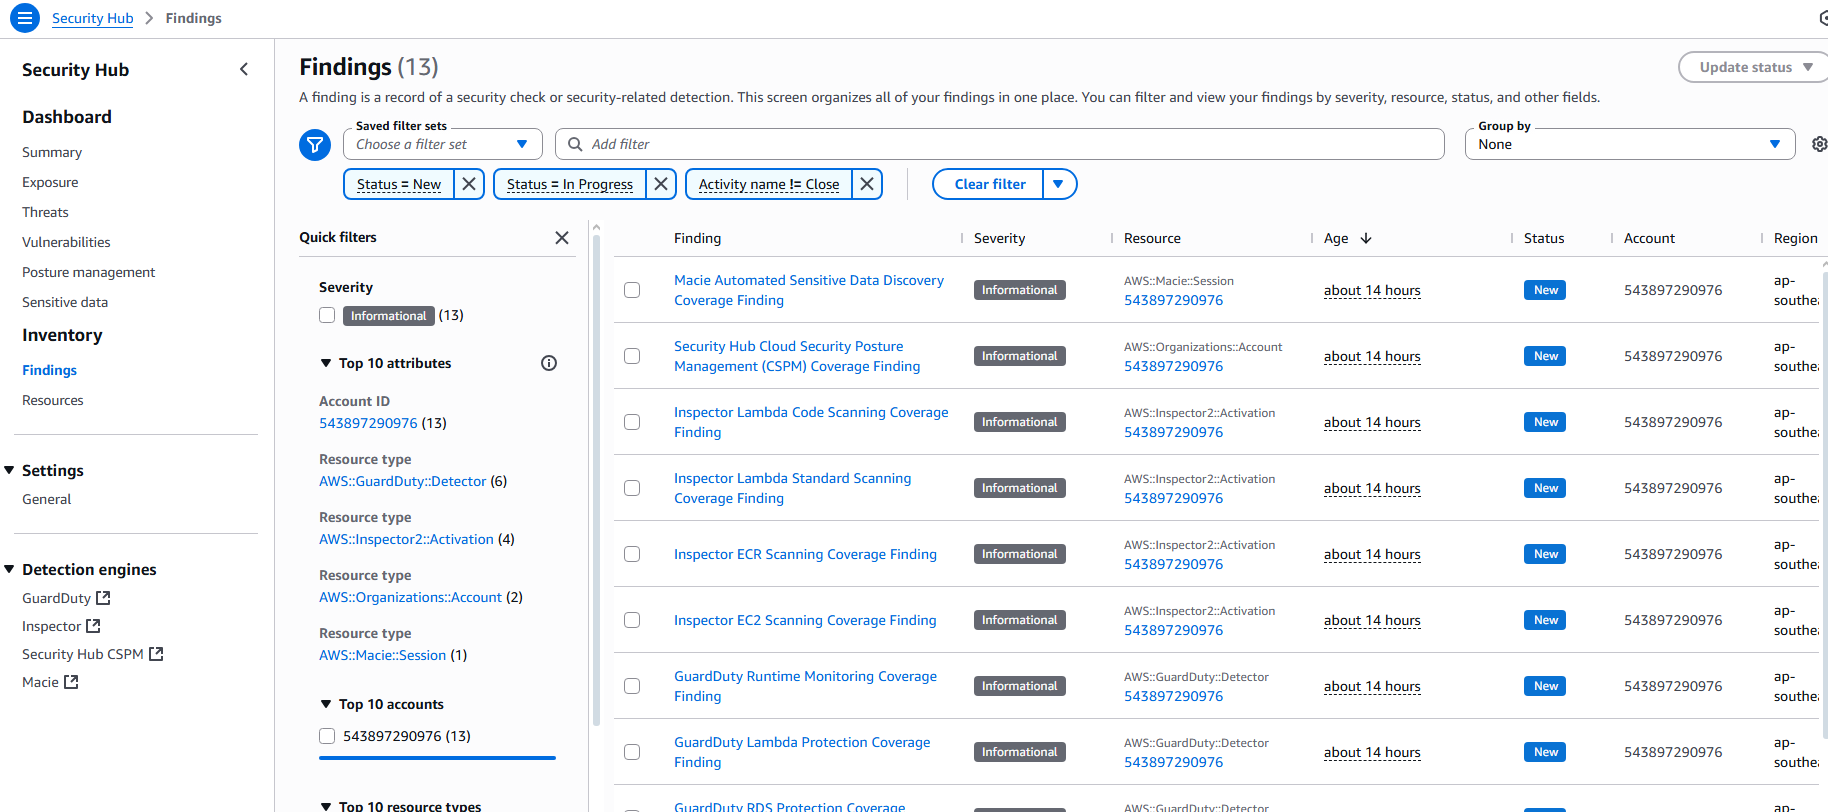 Security Hub > Findings
Security Hub
Dashboard
Summary
Exposure
Threats
Vulnerabilities
Posture management
Sensitive data
Inventory
Findings
Resources
Settings
General
Detection engines
GuardDuty
Inspector
Security Hub CSPM
Macie
Findings (13)
Update status
A finding is a record of a security check or security-related detection. This screen organizes all of your findings in one place. You can filter and view your findings by severity, resource, status, and other fields.
Saved filter sets
Choose a filter set
Add filter
Group by
None
Status = New
Status = In Progress
Activity name != Close
Clear filter
Quick filters
Severity
Informational (13)
Top 10 attributes
Account ID
543897290976 (13)
Resource type
AWS::GuardDuty::Detector (6)
Resource type
AWS::Inspector2::Activation (4)
Resource type
AWS::Organizations::Account (2)
Resource type
AWS::Macie::Session (1)
Top 10 accounts
543897290976 (13)
Top 10 resource types
Finding Severity Resource Age Status Account Region
Macie Automated Sensitive Data Discovery
Coverage Finding
Informational
AWS::Macie::Session
543897290976
about 14 hours
New
543897290976
ap-
southea
Security Hub Cloud Security Posture
Management (CSPM) Coverage Finding
Informational
AWS::Organizations::Account
543897290976
about 14 hours
New
543897290976
ap-
southea
Inspector Lambda Code Scanning Coverage
Finding
Informational
AWS::Inspector2::Activation
543897290976
about 14 hours
New
543897290976
ap-
southea
Inspector Lambda Standard Scanning
Coverage Finding
Informational
AWS::Inspector2::Activation
543897290976
about 14 hours
New
543897290976
ap-
southea
Inspector ECR Scanning Coverage Finding
Informational
AWS::Inspector2::Activation
543897290976
about 14 hours
New
543897290976
ap-
southea
Inspector EC2 Scanning Coverage Finding
Informational
AWS::Inspector2::Activation
543897290976
about 14 hours
New
543897290976
ap-
southea
GuardDuty Runtime Monitoring Coverage
Finding
Informational
AWS::GuardDuty::Detector
543897290976
about 14 hours
New
543897290976
ap-
southea
GuardDuty Lambda Protection Coverage
Finding
Informational
AWS::GuardDuty::Detector
543897290976
about 14 hours
New
543897290976
ap-
southea
GuardDuty RDS Protection Coverage
AWS::GuardDuty::Detector
ap-